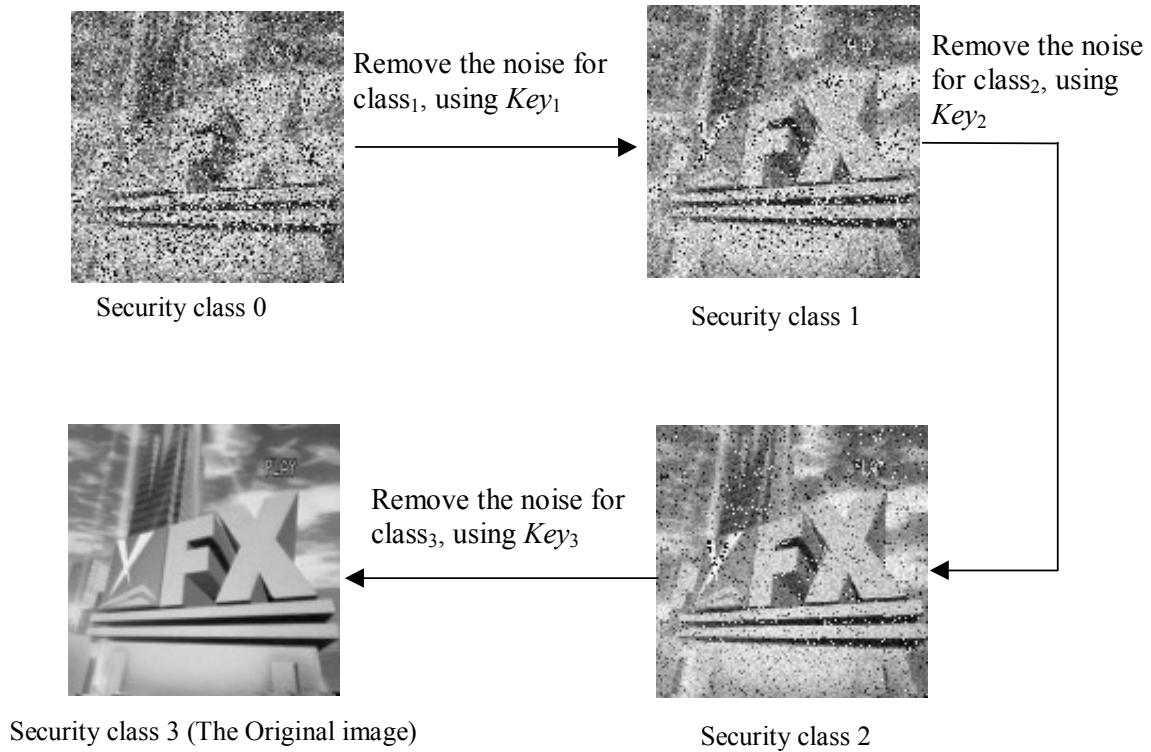 Remove the noise for
class₁, using Key₁
Remove the noise
for class₂, using
Key₂
Security class 0
Security class 1
PLAY
FX
Remove the noise for
class₃, using Key₃
PLAY
FX
Security class 3 (The Original image)
Security class 2